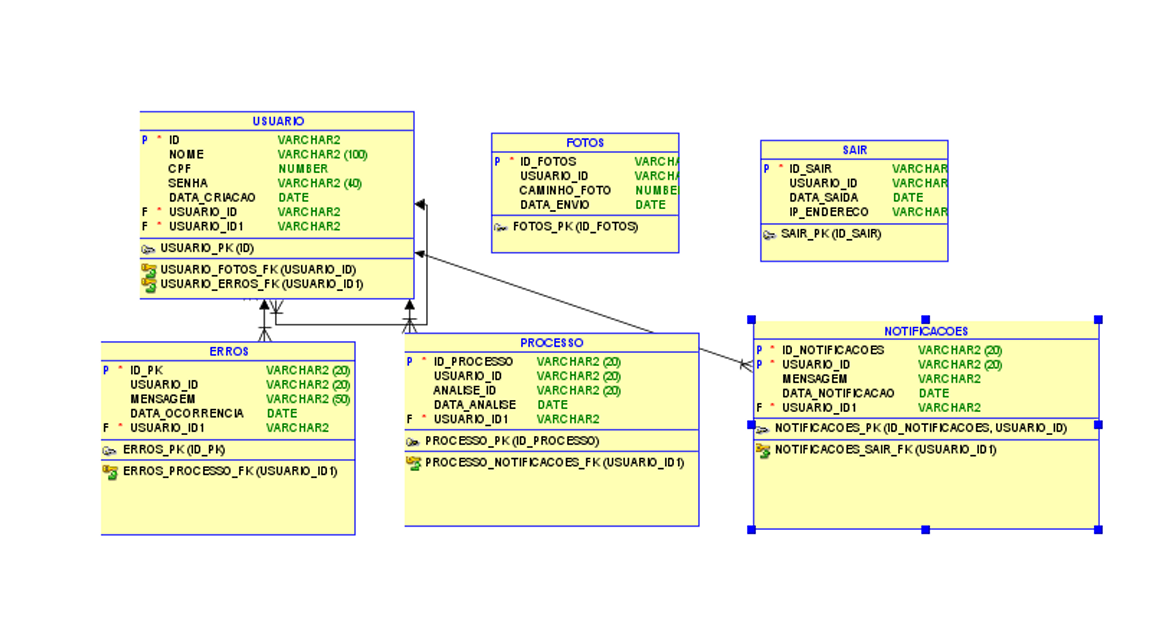 USUARIO
P * ID VARCHAR2
NOME VARCHAR2 (100)
CPF NUMBER
SENHA VARCHAR2 (40)
DATA_CRIACAO DATE
F * USUARIO_ID VARCHAR2
F * USUARIO_ID1 VARCHAR2
USUARIO_PK (ID)
USUARIO_FOTOS_FK (USUARIO_ID)
USUARIO_ERROS_FK (USUARIO_ID1)
FOTOS
P * ID_FOTOS VARCHA
USUARIO_ID VARCHA
CAMINHO_FOTO NUMBE
DATA_ENVIO DATE
FOTOS_PK (ID_FOTOS)
SAIR
P * ID_SAIR VARCHAR
USUARIO_ID VARCHAR
DATA_SAIDA DATE
IP_ENDERECO VARCHAR
SAIR_PK (ID_SAIR)
ERROS
P * ID_PK VARCHAR2 (20)
USUARIO_ID VARCHAR2 (20)
MENSAGEM VARCHAR2 (50)
DATA_OCORRENCIA DATE
F * USUARIO_ID1 VARCHAR2
ERROS_PK (ID_PK)
ERROS_PROCESSO_FK (USUARIO_ID1)
PROCESSO
P * ID_PROCESSO VARCHAR2 (20)
USUARIO_ID VARCHAR2 (20)
ANALISE_ID VARCHAR2 (20)
DATA_ANALISE DATE
F * USUARIO_ID1 VARCHAR2
PROCESSO_PK (ID_PROCESSO)
PROCESSO_NOTIFICACOES_FK (USUARIO_ID1)
NOTIFICACOES
P * ID_NOTIFICACOES VARCHAR2 (20)
P * USUARIO_ID VARCHAR2 (20)
MENSAGEM VARCHAR2
DATA_NOTIFICACAO DATE
F * USUARIO_ID1 VARCHAR2
NOTIFICACOES_PK (ID_NOTIFICACOES, USUARIO_ID)
NOTIFICACOES_SAIR_FK (USUARIO_ID1)